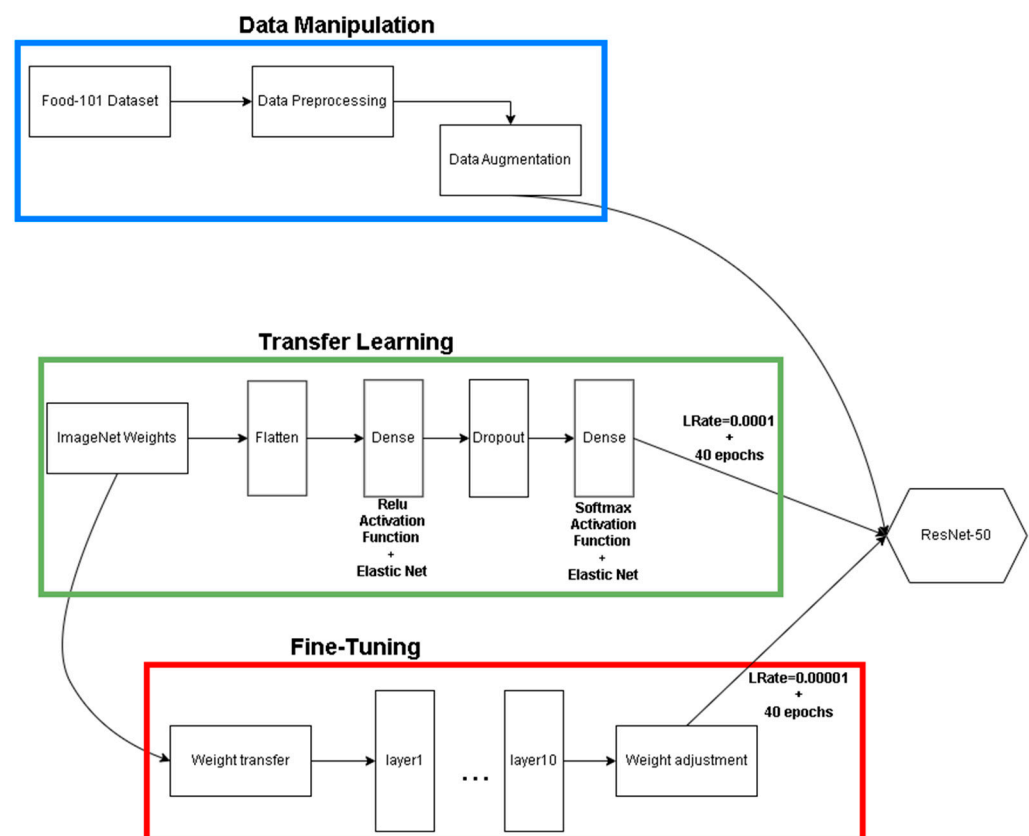 Data Manipulation
Food-101 Dataset
Data Preprocessing
Data Augmentation
Transfer Learning
ImageNet Weights
Flatten
Dense
Dropout
Dense
Relu
Activation
Function
+
Elastic Net
Softmax
Activation
Function
+
Elastic Net
LRate=0.0001
+
40 epochs
ResNet-50
Fine-Tuning
Weight transfer
layer1
...
layer10
Weight adjustment
LRate=0.00001
+
40 epochs